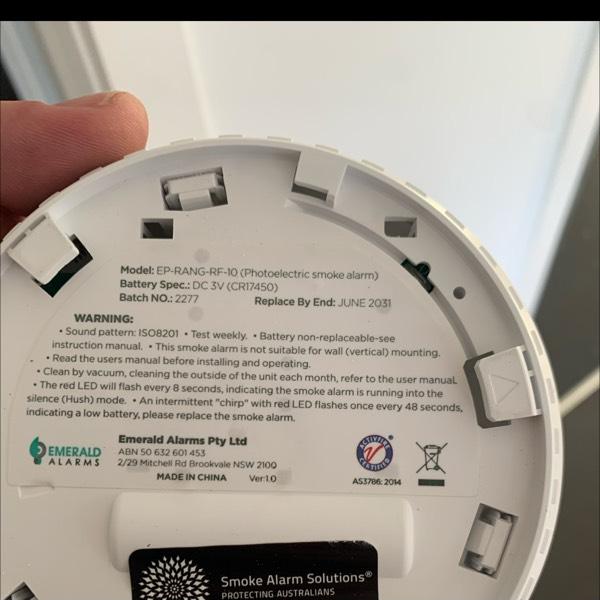 Model: EP-RANG-RF-10 (Photoelectric smoke alarm)
Battery Spec.: DC 3V (CR17450)
Batch NO.: 2277 Replace By End: JUNE 2031
WARNING:
• Sound pattern: ISO8201 • Test weekly. • Battery non-replaceable-see
instruction manual. • This smoke alarm is not suitable for wall (vertical) mounting.
• Read the users manual before installing and operating.
• Clean by vacuum, cleaning outside of the unit each month, refer to the user manual.
• The red LED will flash every 8 seconds, indicating the smoke alarm is running into the
silence (Hush) mode. • An intermittent "chirp" with red LED flashes once every 48 seconds,
indicating a low battery, please replace the smoke alarm.
EMERALD
ALARMS
Emerald Alarms Pty Ltd
ABN 50 632 601 453
2/29 Mitchell Rd Brookvale NSW 2100
MADE IN CHINA Ver:1.0
ACTIVFIRE
CERTIFIED
AS3786: 2014
Smoke Alarm Solutions®
PROTECTING AUSTRALIANS